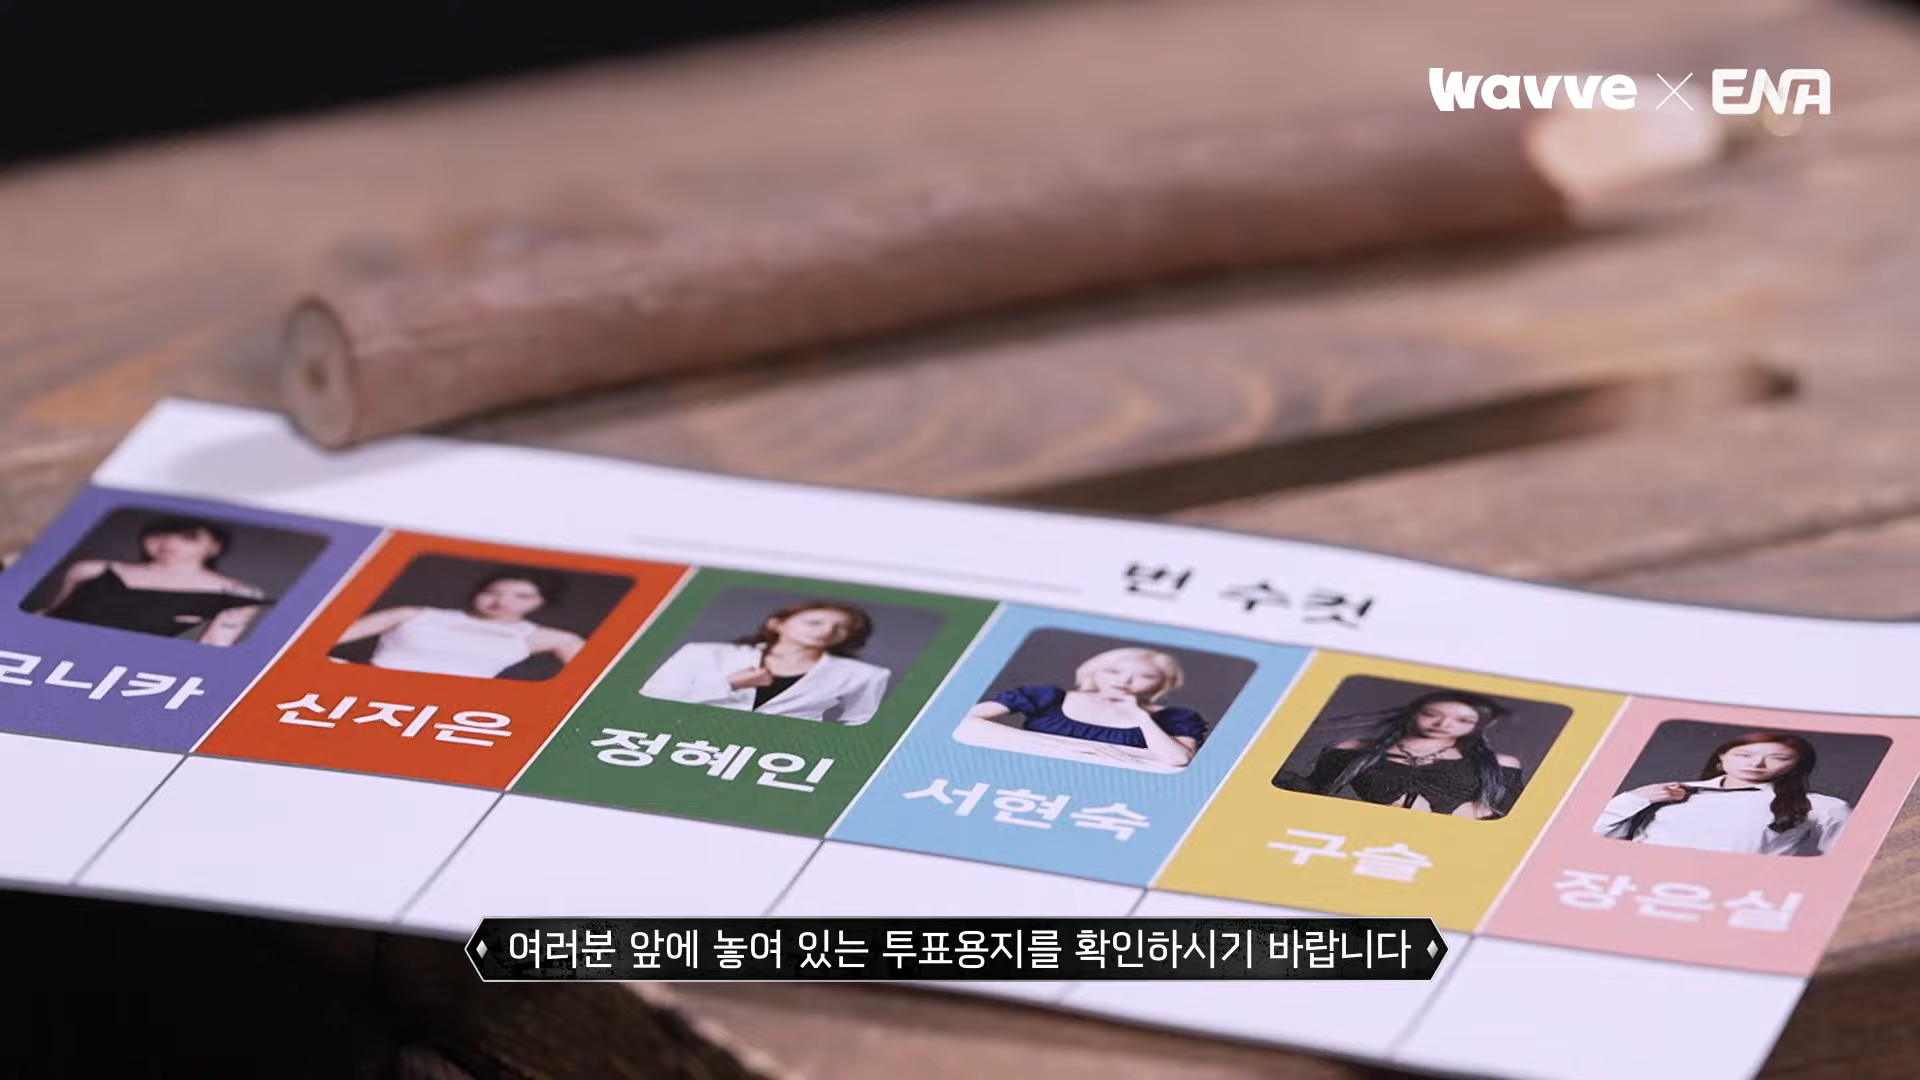 wavve × ENA
번 수컷
모니카
신지은
정혜인
서현숙
구슬
장은실
여러분 앞에 놓여 있는 투표용지를 확인하시기 바랍니다